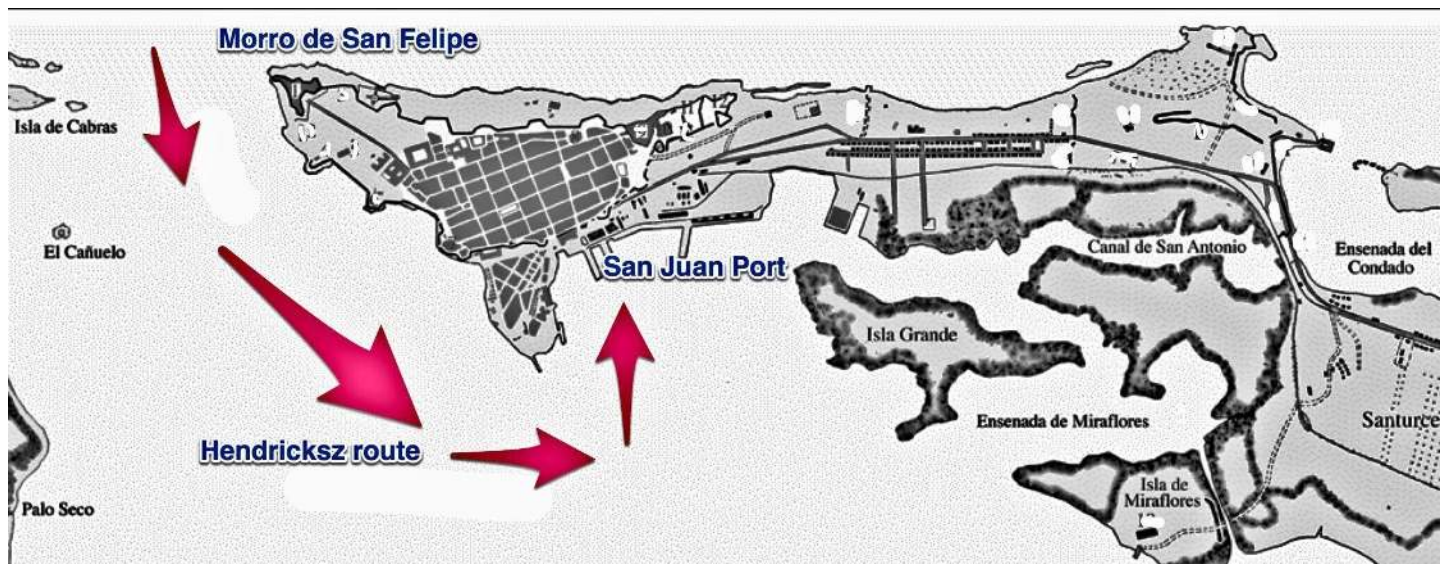 Morro de San Felipe
Isla de Cabras
El Cañuelo
San Juan Port
Canal de San Antonio
Ensenada del
Condado
Isla Grande
Ensenada de Miraflores
Santurce
Hendricksz route
Isla de
Miraflores
Palo Seco